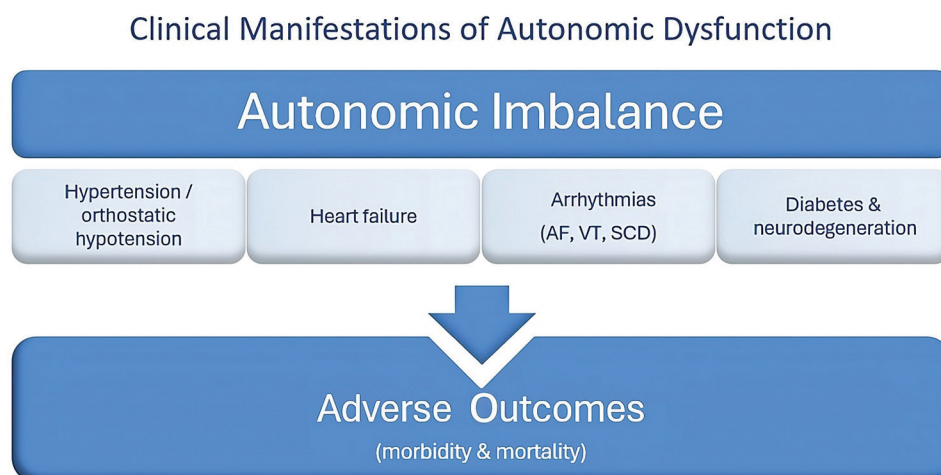 Clinical Manifestations of Autonomic Dysfunction
Autonomic Imbalance
Hypertension /
orthostatic
hypotension
Heart failure
Arrhythmias
(AF, VT, SCD)
Diabetes &
neurodegeneration
Adverse Outcomes
(morbidity & mortality)